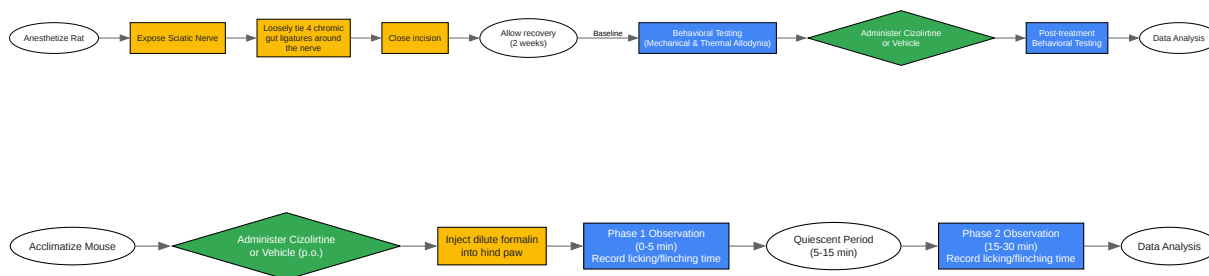 Anesthetize Rat
Expose Sciatic Nerve
Loosely tie 4 chromic
gut ligatures around
the nerve
Close incision
Allow recovery
(2 weeks)
Baseline
Behavioral Testing
(Mechanical & Thermal Allodynia)
Administer Cizolirtine
or Vehicle
Post-treatment
Behavioral Testing
Data Analysis
Acclimatize Mouse
Administer Cizolirtine
or Vehicle (p.o.)
Inject dilute formalin
into hind paw
Phase 1 Observation
(0-5 min)
Record licking/flinching time
Quiescent Period
(5-15 min)
Phase 2 Observation
(15-30 min)
Record licking/flinching time
Data Analysis